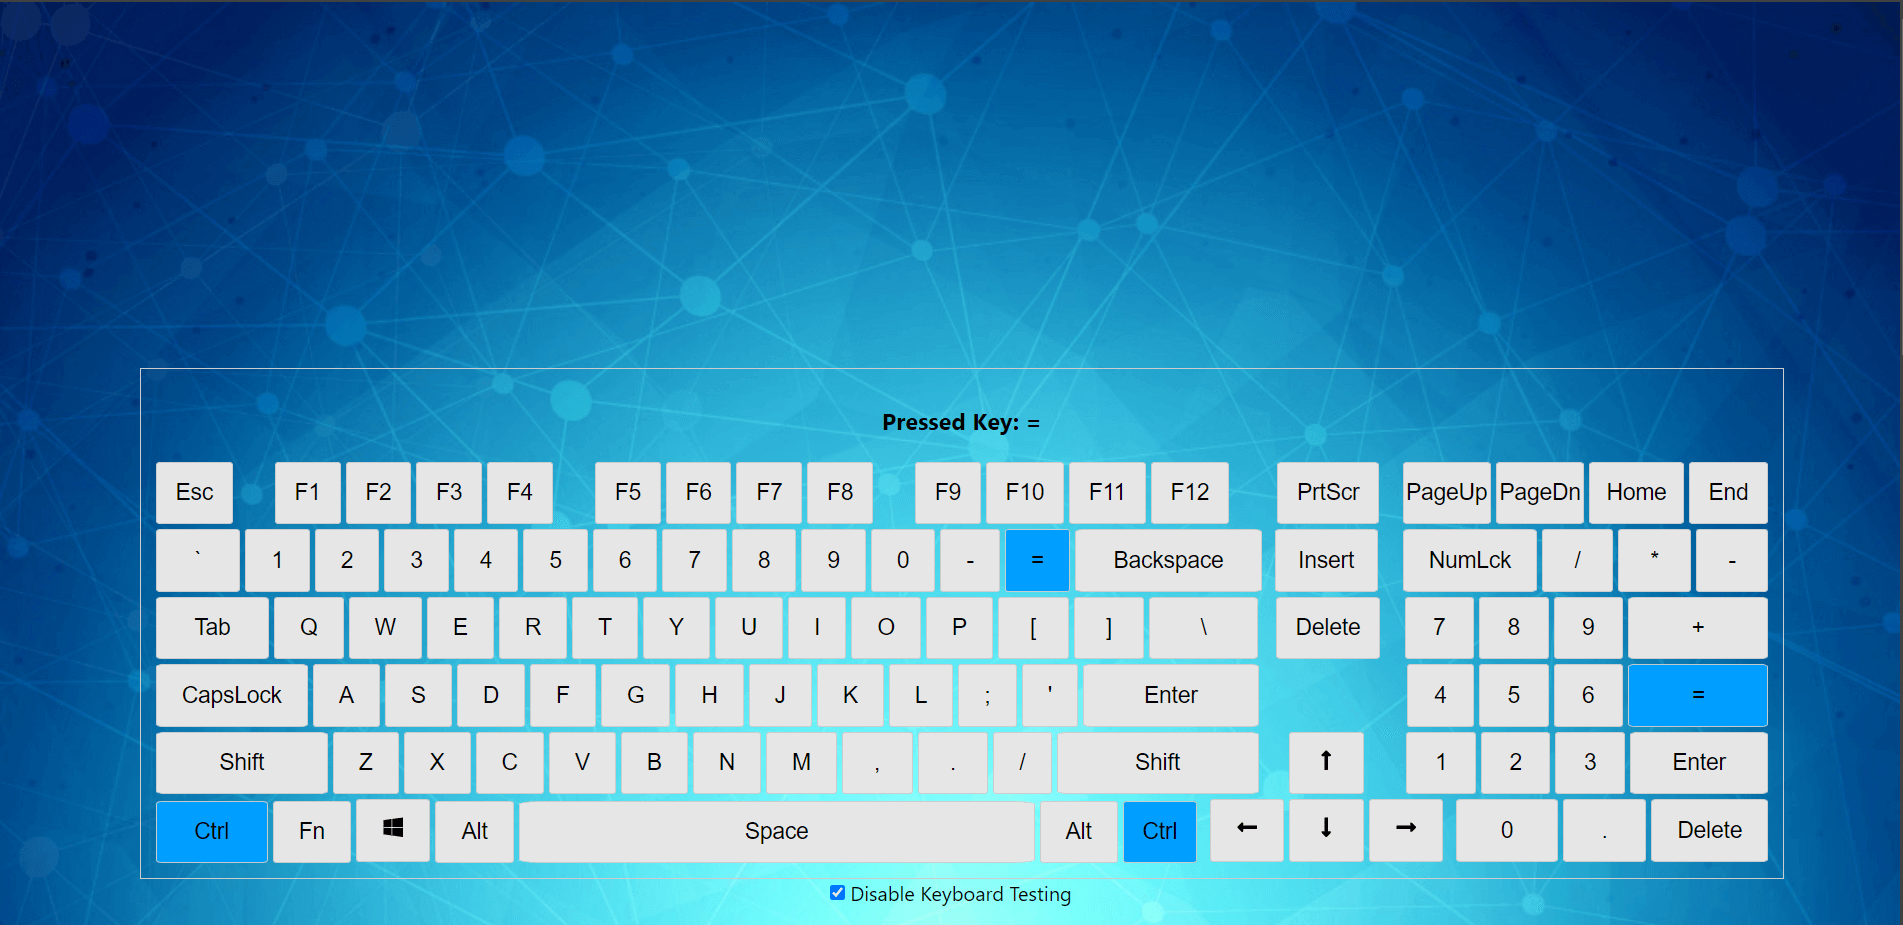 Pressed Key: =
Esc F1 F2 F3 F4 F5 F6 F7 F8 F9 F10 F11 F12 PrtScr PageUp PageDn Home End
` 1 2 3 4 5 6 7 8 9 0 - = Backspace Insert NumLck / * -
Tab Q W E R T Y U I O P [ ] \ Delete 7 8 9 +
CapsLock A S D F G H J K L ; ' Enter 4 5 6 =
Shift Z X C V B N M , . / Shift 🠕 1 2 3 Enter
Ctrl Fn Alt Space Alt Ctrl 🠔 🠗 🠖 0 . Delete
Disable Keyboard Testing